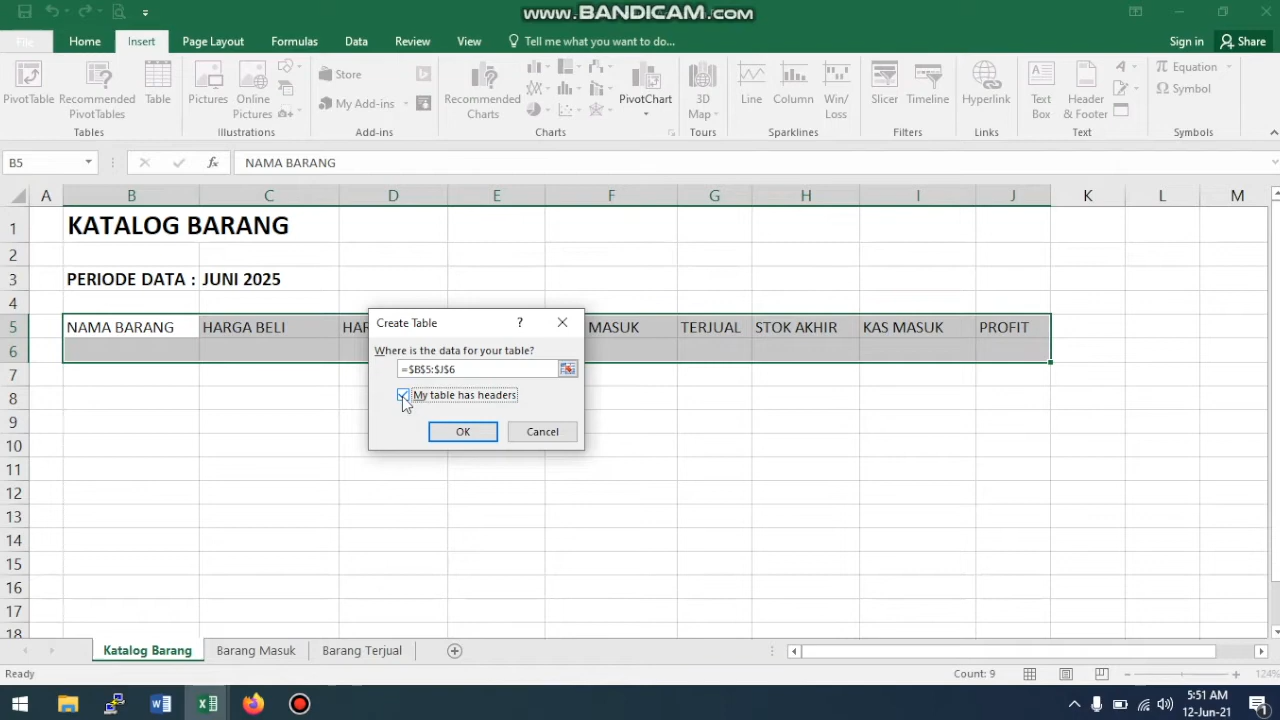 www.BANDICAM.com
File Home Insert Page Layout Formulas Data Review View Tell me what you want to do... Sign in Share
PivotTable Recommended PivotTables Table Pictures Online Pictures Store My Add-ins Recommended Charts PivotChart 3D Map Line Column Win/ Loss Slicer Timeline Hyperlink Text Box Header & Footer Equation Symbol
Tables Illustrations Add-ins Charts Tours Sparklines Filters Links Text Symbols
B5 fx NAMA BARANG
A B C D E F G H I J K L M
1 KATALOG BARANG
2
3 PERIODE DATA : JUNI 2025
4
5 NAMA BARANG HARGA BELI HAR MASUK TERJUAL STOK AKHIR KAS MASUK PROFIT
6
7
8
9
10
11
12
13
14
15
16
17
18
Create Table ?
Where is the data for your table?
=$B$5:$J$6
My table has headers
OK Cancel
Katalog Barang Barang Masuk Barang Terjual
Ready Count: 9 124%
5:51 AM
12-Jun-21
1